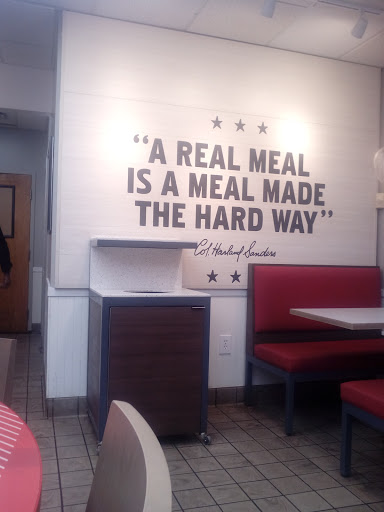 “A REAL MEAL
IS A MEAL MADE
THE HARD WAY”
Col. Harland Sanders